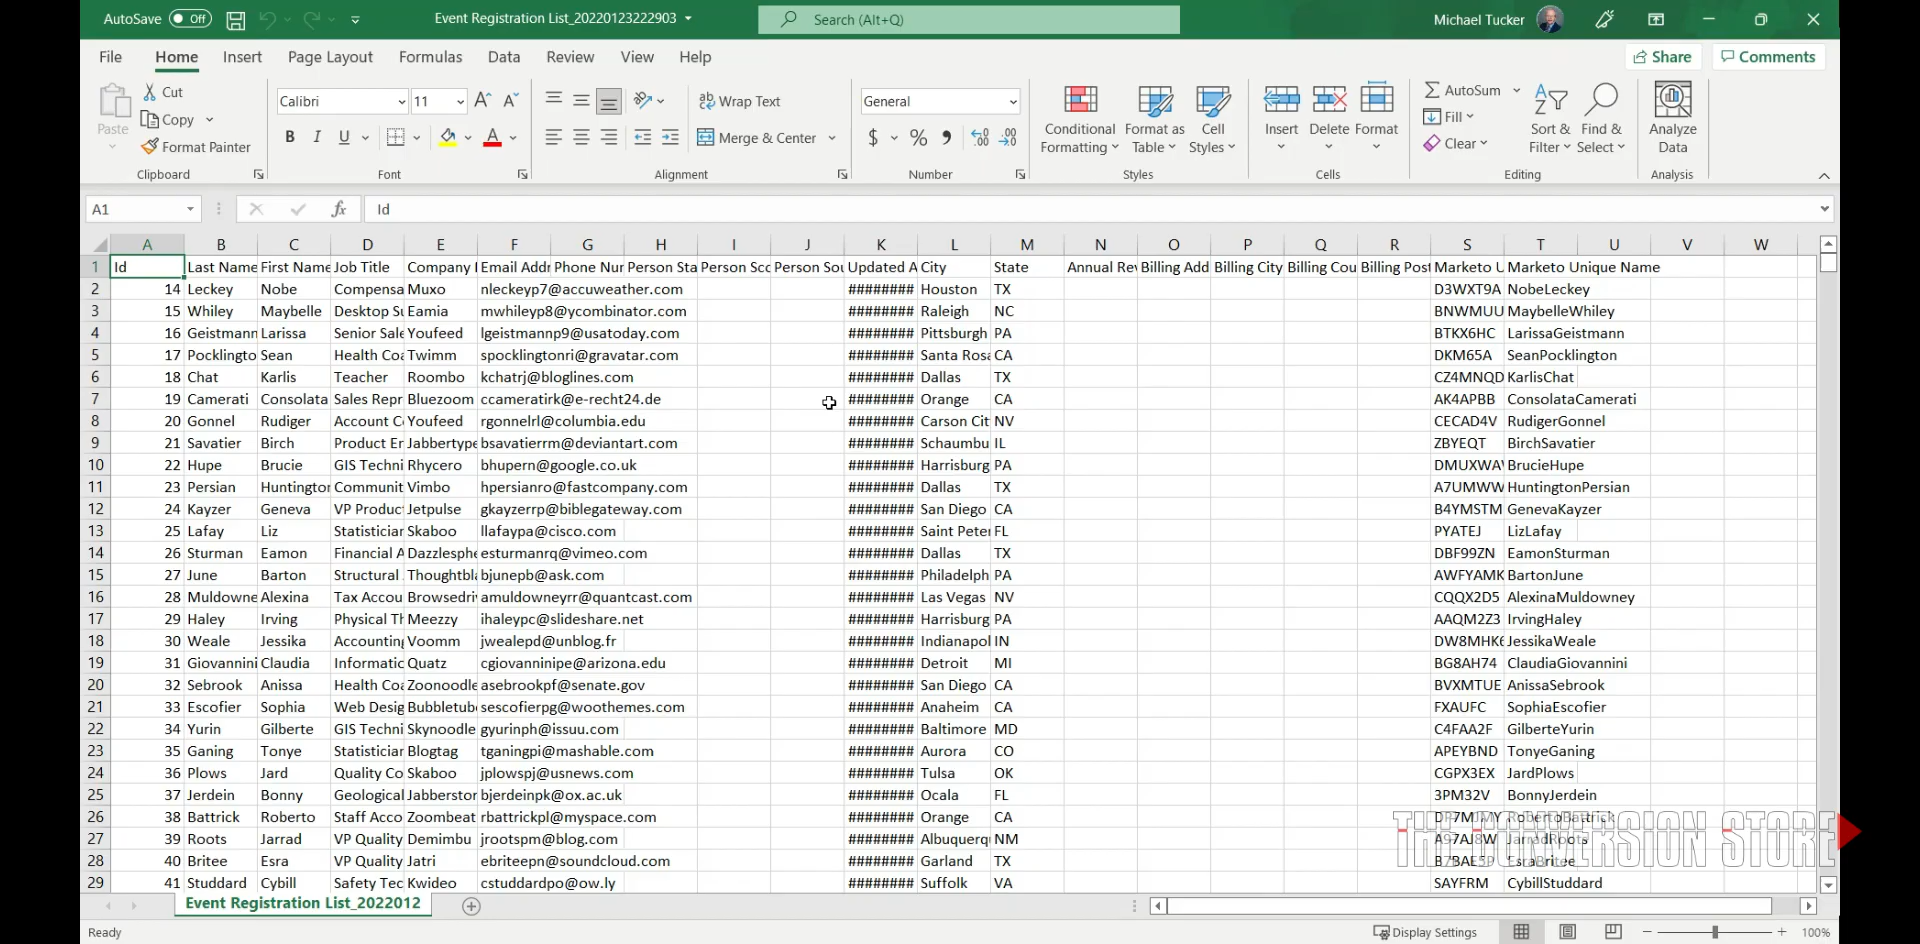 AutoSave Off Event Registration List_20220123222903 Search (Alt+Q) Michael Tucker
File Home Insert Page Layout Formulas Data Review View Help Share Comments
Paste Cut Copy Format Painter Clipboard
Calibri 11 B I U A Font
Wrap Text Merge & Center Alignment
General $ % Number
Conditional Formatting Format as Table Cell Styles Styles
Insert Delete Format Cells
AutoSum Fill Clear Sort & Filter Find & Select Editing
Analyze Data Analysis
A1 fx Id
A B C D E F G H I J K L M N O P Q R S T U V W
1 Id Last Name First Name Job Title Company Email Addr Phone Nur Person Sta Person Sco Person Sou Updated A City State Annual Rev Billing Add Billing City Billing Cou Billing Post Marketo U Marketo Unique Name
2 14 Leckey Nobe Compensa Muxo nleckeyp7@accuweather.com ######## Houston TX D3WXT9A NobeLeckey
3 15 Whiley Maybelle Desktop Su Eamia mwhileyp8@ycombinator.com ######## Raleigh NC BNWMUU MaybelleWhiley
4 16 Geistmann Larissa Senior Sale Youfeed lgeistmannp9@usatoday.com ######## Pittsburgh PA BTKX6HC LarissaGeistmann
5 17 Pocklingto Sean Health Coa Twimm spocklingtonri@gravatar.com ######## Santa Rosa CA DKM65A SeanPocklington
6 18 Chat Karlis Teacher Roombo kchatrj@bloglines.com ######## Dallas TX CZ4MNQD KarlisChat
7 19 Camerati Consolata Sales Repr Bluezoom ccameratirk@e-recht24.de ######## Orange CA AK4APBB ConsolataCamerati
8 20 Gonnel Rudiger Account Co Youfeed rgonnelrl@columbia.edu ######## Carson Cit NV CECAD4V RudigerGonnel
9 21 Savatier Birch Product En Jabbertype bsavatierrm@deviantart.com ######## Schaumbu IL ZBYEQT BirchSavatier
10 22 Hupe Brucie GIS Techni Rhycero bhupern@google.co.uk ######## Harrisburg PA DMUXWAV BrucieHupe
11 23 Persian Huntington Communit Vimbo hpersianro@fastcompany.com ######## Dallas TX A7UMWW HuntingtonPersian
12 24 Kayzer Geneva VP Produc Jetpulse gkayzerrp@biblegateway.com ######## San Diego CA B4YMSTM GenevaKayzer
13 25 Lafay Liz Statistician Skaboo llafaypa@cisco.com ######## Saint Peter FL PYATEJ LizLafay
14 26 Sturman Eamon Financial A Dazzlesphe esturmanrq@vimeo.com ######## Dallas TX DBF99ZN EamonSturman
15 27 June Barton Structural Thoughtbla bjunepb@ask.com ######## Philadelph PA AWFYAMK BartonJune
16 28 Muldowne Alexina Tax Accou Browsedri amuldowneyrr@quantcast.com ######## Las Vegas NV CQQX2D5 AlexinaMuldowney
17 29 Haley Irving Physical Th Meezzy ihaleypc@slideshare.net ######## Harrisburg PA AAQM2Z3 IrvingHaley
18 30 Weale Jessika Accounting Voomm jwealepd@unblog.fr ######## Indianapol IN DW8MHK6 JessikaWeale
19 31 Giovannini Claudia Informatic Quatz cgiovanninipe@arizona.edu ######## Detroit MI BG8AH74 ClaudiaGiovannini
20 32 Sebrook Anissa Health Coa Zoonoodle asebrookpf@senate.gov ######## San Diego CA BVXMTUE AnissaSebrook
21 33 Escofier Sophia Web Desig Bubbletub sescofierpg@woothemes.com ######## Anaheim CA FXAUFC SophiaEscofier
22 34 Yurin Gilberte GIS Techni Skynoodle gyurinph@issuu.com ######## Baltimore MD C4FAA2F GilberteYurin
23 35 Ganing Tonye Statistician Blogtag tganingpi@mashable.com ######## Aurora CO APEYBND TonyeGaning
24 36 Plows Jard Quality Co Skaboo jplowspj@usnews.com ######## Tulsa OK CGPX3EX JardPlows
25 37 Jerdein Bonny Geological Jabberstor bjerdeinpk@ox.ac.uk ######## Ocala FL 3PM32V BonnyJerdein
26 38 Battrick Roberto Staff Acco Zoombeat rbattrickpl@myspace.com ######## Orange CA RobertoBattrick
27 39 Roots Jarrad VP Quality Demimbu jrootspm@blog.com ######## Albuquerq NM A97AJ8W JarradRoots
28 40 Britee Esra VP Quality Jatri ebriteepn@soundcloud.com ######## Garland TX B7BAE5P EsraBritee
29 41 Studdard Cybill Safety Tec Kwideo cstuddardpo@ow.ly ######## Suffolk VA SAYFRM CybillStuddard
THE CONVERSION STORE
Event Registration List_2022012
Ready Display Settings 100%